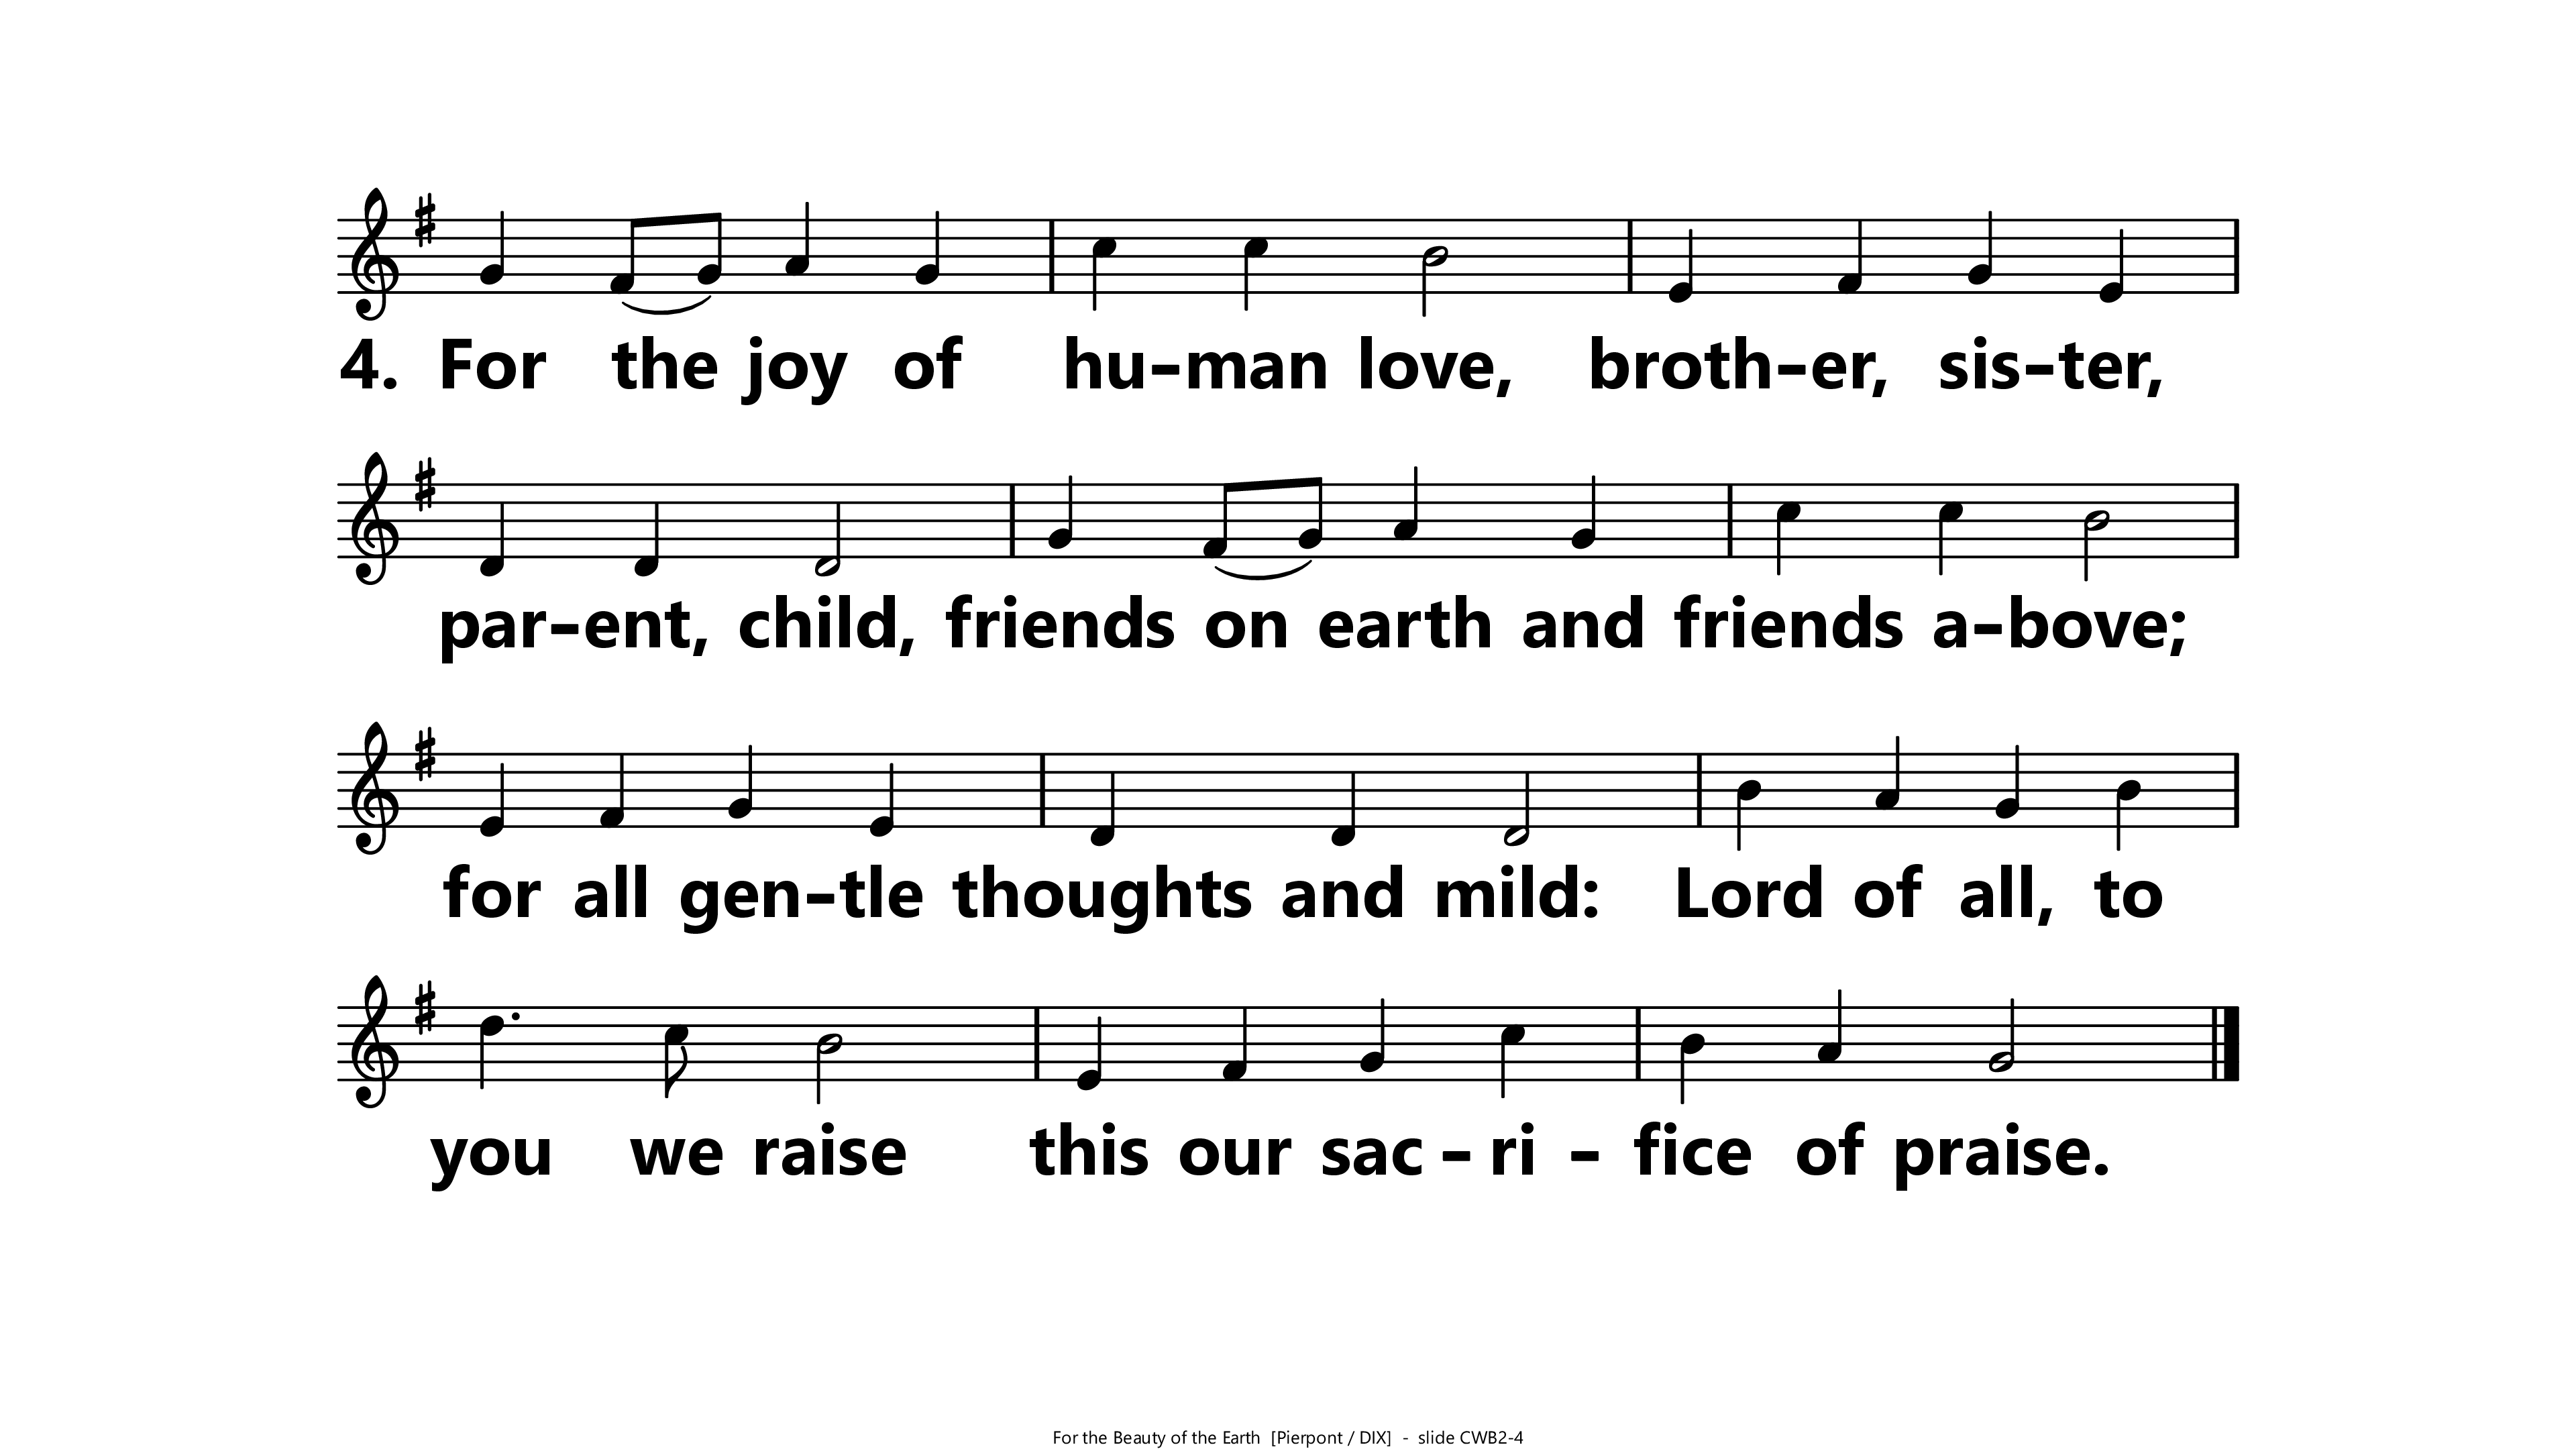 4. For the joy of hu-man love, broth-er, sis-ter,
par-ent, child, friends on earth and friends a-bove;
for all gen-tle thoughts and mild: Lord of all, to
you we raise this our sac - ri - fice of praise.
For the Beauty of the Earth [Pierpont / DIX] - slide CWB2-4